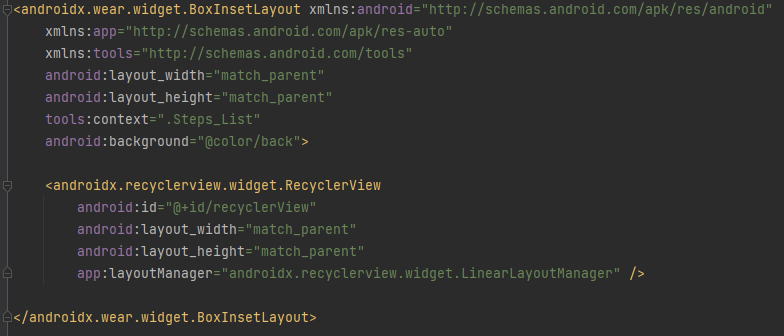 <androidx.wear.widget.BoxInsetLayout xmlns:android="http://schemas.android.com/apk/res/android"
    xmlns:app="http://schemas.android.com/apk/res-auto"
    xmlns:tools="http://schemas.android.com/tools"
    android:layout_width="match_parent"
    android:layout_height="match_parent"
    tools:context=".Steps_List"
    android:background="@color/back">

    <androidx.recyclerview.widget.RecyclerView
        android:id="@+id/recyclerView"
        android:layout_width="match_parent"
        android:layout_height="match_parent"
        app:layoutManager="androidx.recyclerview.widget.LinearLayoutManager" />

</androidx.wear.widget.BoxInsetLayout>